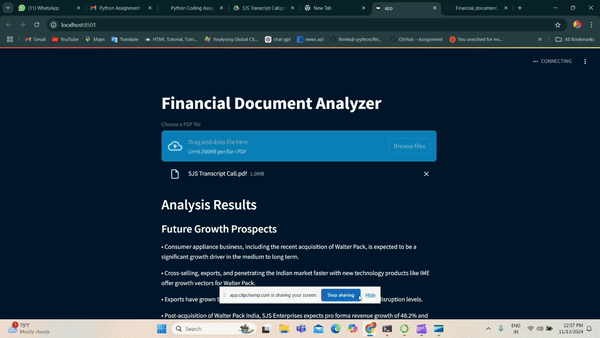 (11) WhatsApp
Python Assignment
Python Coding Assi
SJS Transcript Call.pdf
New Tab
app
Financial_documen
localhost:8501
Gmail
YouTube
Maps
Translate
HTML Tutorial, Tuto...
Analysing Global Cli...
chat gpt
news api
GitHub --Assignment
You searched for mo...
All Bookmarks
CONNECTING
Financial Document Analyzer
Choose a PDF file
Drag and drop file here
Limit 200MB per file • PDF
Browse files
SJS Transcript Call.pdf 1.0MB
Analysis Results
Future Growth Prospects
• Consumer appliance business, including the recent acquisition of Walter Pack, is expected to be a
significant growth driver in the medium to long term.
• Cross-selling, exports, and penetrating the Indian market faster with new technology products like IME
offer growth vectors for Walter Pack.
• Exports have grown
app.clipchamp.com is sharing your screen.
Stop sharing
Hide
disruption levels.
• Post-acquisition of Walter Pack India, SJS Enterprises expects pro forma revenue growth of 48.2% and
79°F
Mostly cloudy
Search
ENG
IN
12:57 PM
11/13/2024